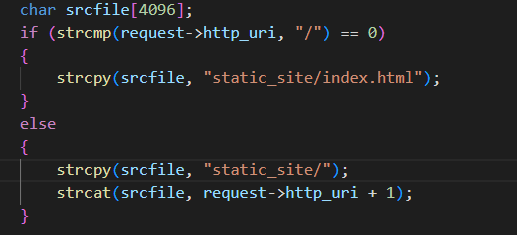 char srcfile[4096];
if (strcmp(request->http_uri, "/") == 0)
{
    strcpy(srcfile, "static_site/index.html");
}
else
{
    strcpy(srcfile, "static_site/");
    strcat(srcfile, request->http_uri + 1);
}